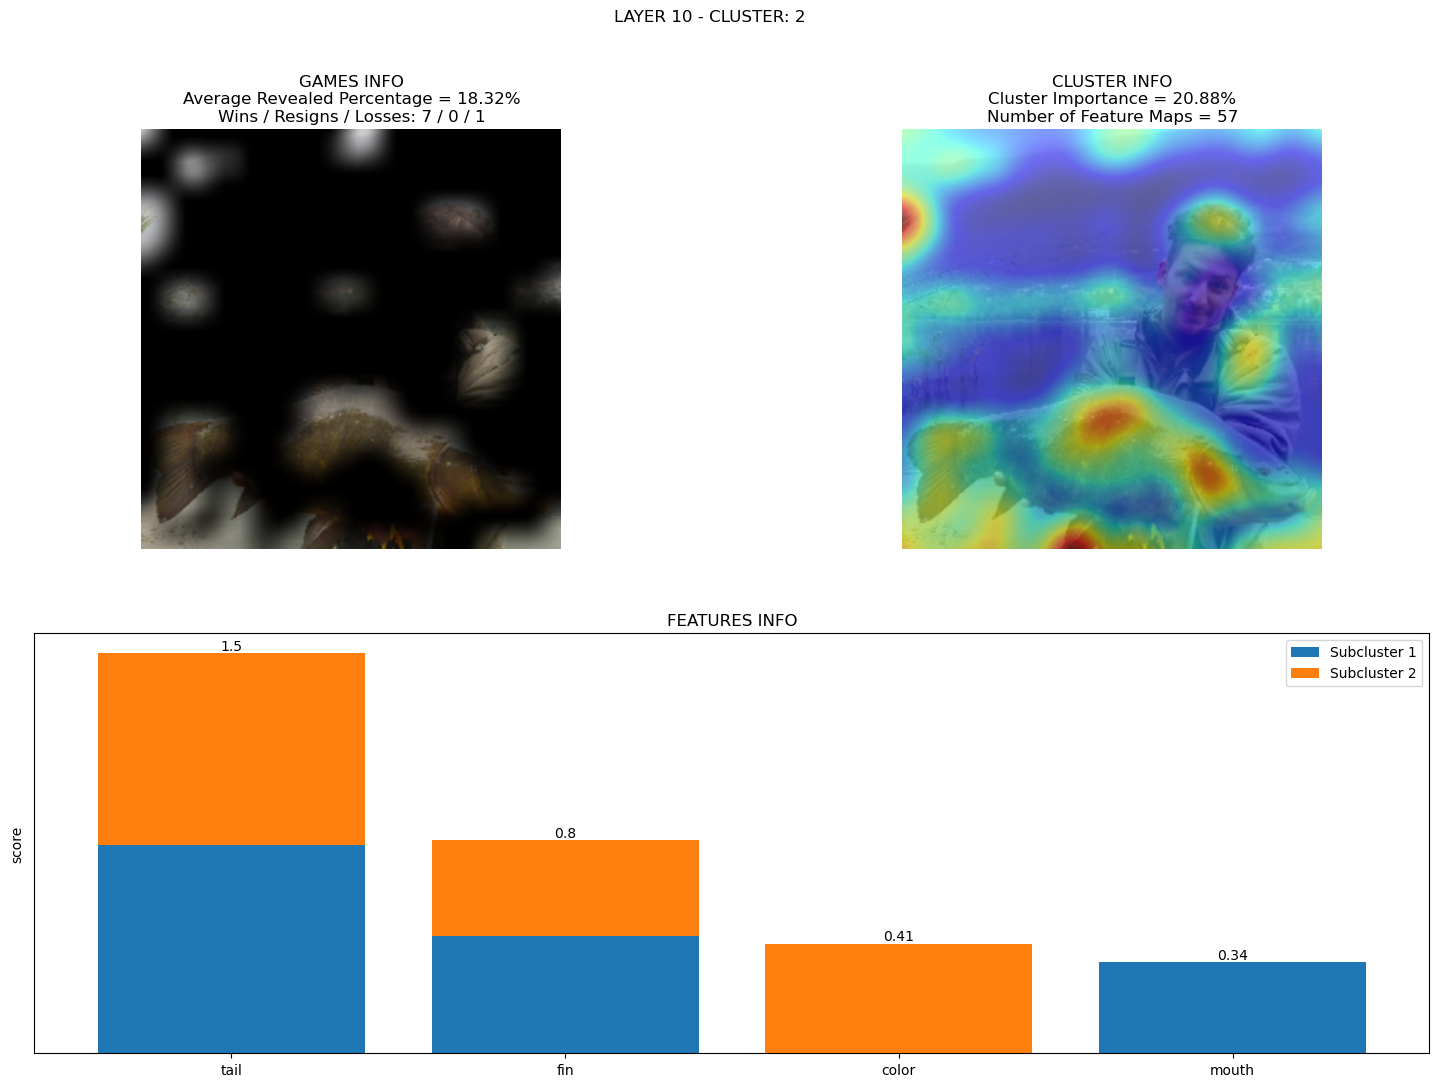 LAYER 10 - CLUSTER: 2
GAMES INFO
Average Revealed Percentage = 18.32%
Wins / Resigns / Losses: 7 / 0 / 1
CLUSTER INFO
Cluster Importance = 20.88%
Number of Feature Maps = 57
FEATURES INFO
score
1.5
0.8
0.41
0.34
Subcluster 1
Subcluster 2
tail
fin
color
mouth